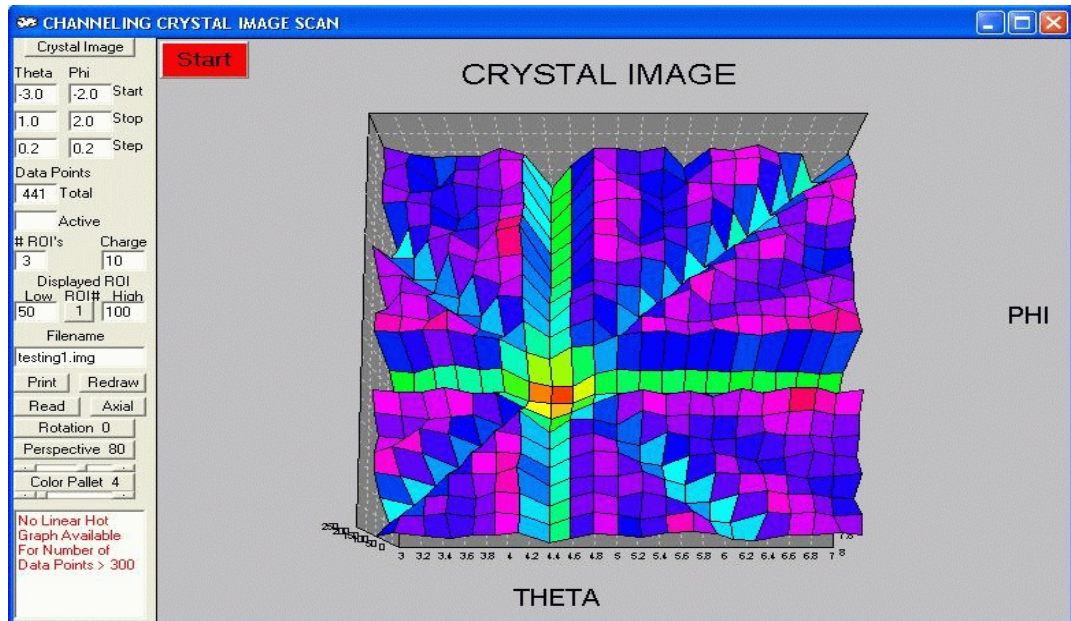 CHANNELING CRYSTAL IMAGE SCAN
Crystal Image
Start
CRYSTAL IMAGE
Theta Phi
-3.0 -2.0 Start
1.0 2.0 Stop
0.2 0.2 Step
Data Points
441 Total
Active
# ROI's Charge
3 10
Displayed ROI
Low ROI# High
50 1 100
Filename
testing1.img
Print Redraw
Read Axial
Rotation 0
Perspective 80
Color Pallet 4
No Linear Hot
Graph Available
For Number of
Data Points > 300
PHI
3 3.2 3.4 3.6 3.8 4 4.2 4.4 4.6 4.8 5 5.2 5.4 5.6 5.8 6 6.2 6.4 6.6 6.8 7
THETA